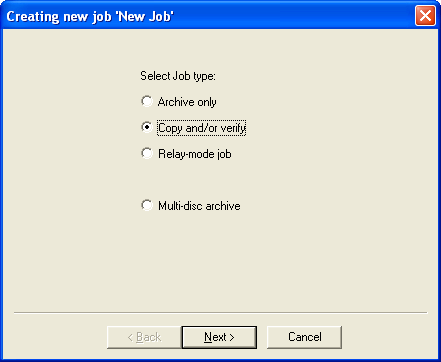 Creating new job 'New Job'
Select Job type:
Archive only
Copy and/or verify
Relay-mode job
Multi-disc archive
< Back Next > Cancel